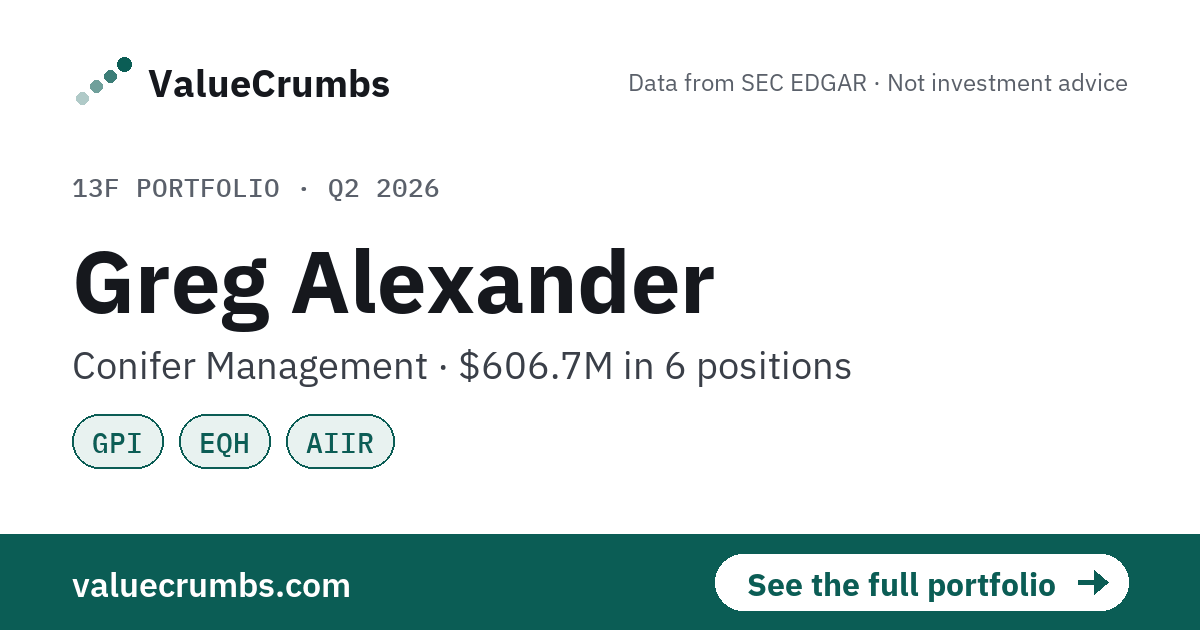 ValueCrumbs
Data from SEC EDGAR · Not investment advice
13F PORTFOLIO · Q2 2026
Greg Alexander
Conifer Management · $606.7M in 6 positions
GPI EQH AIIR
valuecrumbs.com
See the full portfolio →